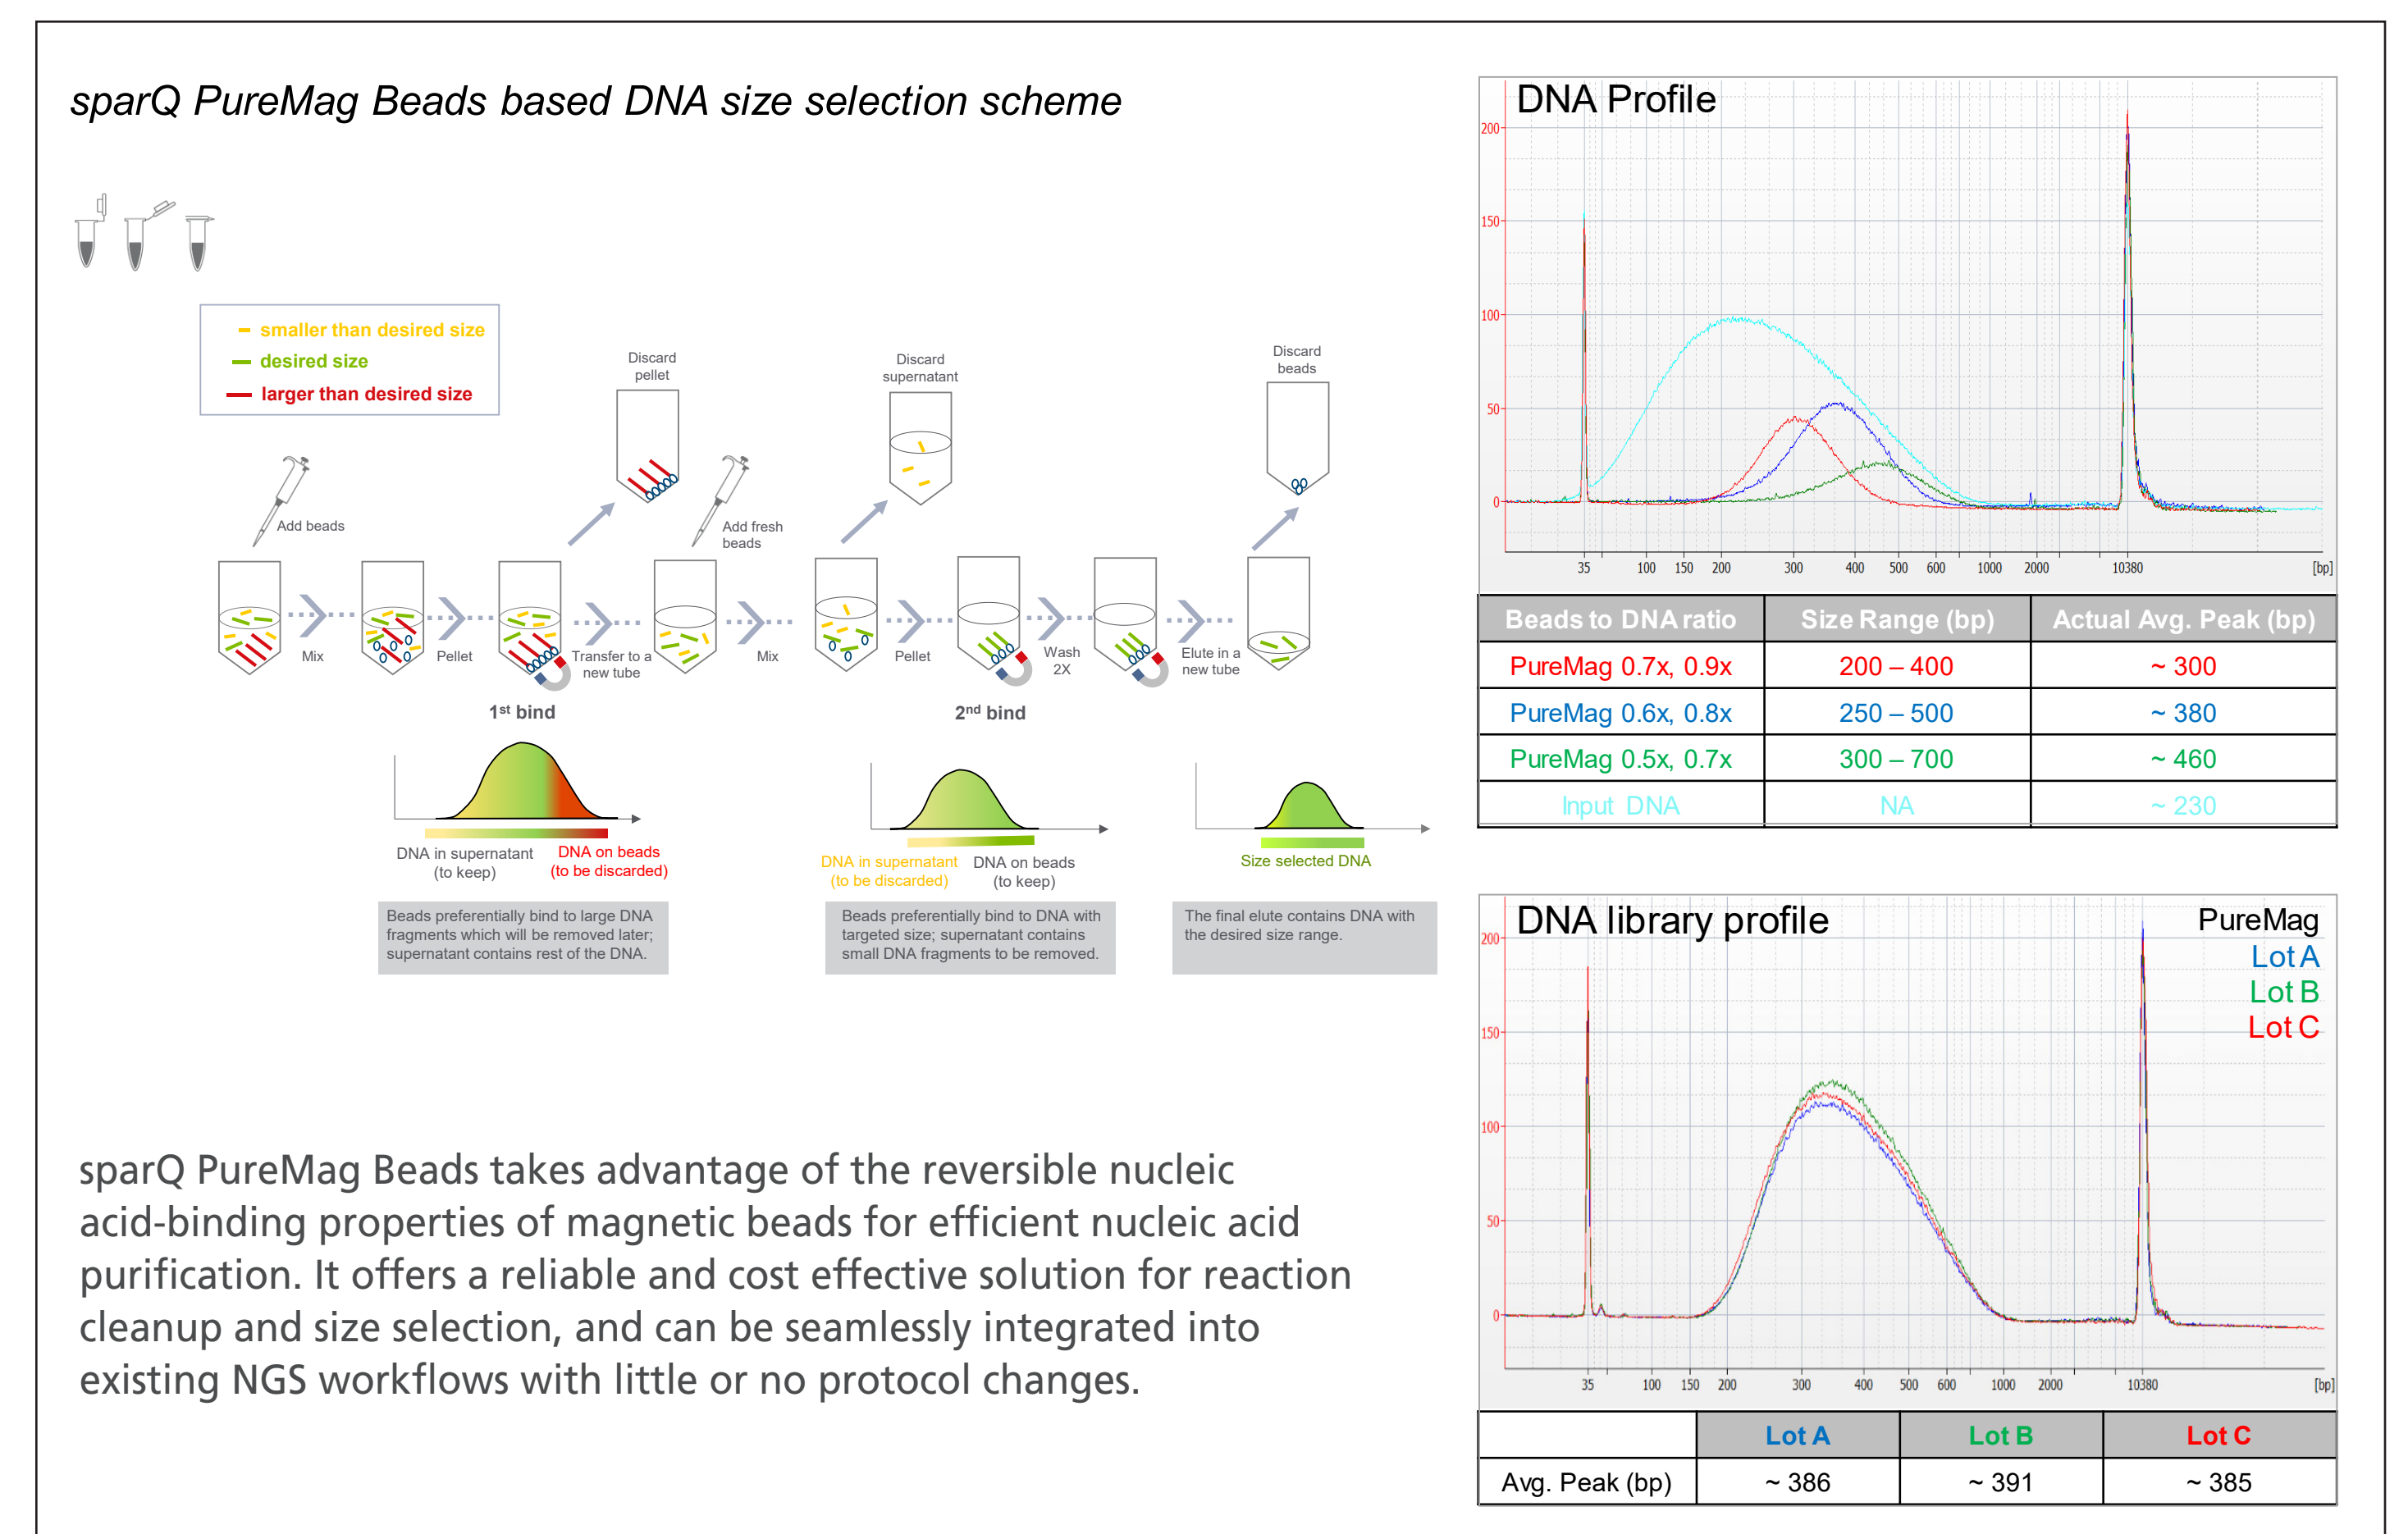 sparQ PureMag Beads based DNA size selection scheme
smaller than desired size
desired size
larger than desired size
Discard
pellet
Discard
supernatant
Discard
beads
Add beads
Add fresh
beads
Mix
Pellet
Transfer to a
new tube
Mix
Pellet
Wash
2X
Elute in a
new tube
1st bind
2nd bind
DNA in supernatant
(to keep)
DNA on beads
(to be discarded)
DNA in supernatant
(to be discarded)
DNA on beads
(to keep)
Size selected DNA
Beads preferentially bind to large DNA
fragments which will be removed later;
supernatant contains rest of the DNA.
Beads preferentially bind to DNA with
targeted size; supernatant contains
small DNA fragments to be removed.
The final elute contains DNA with
the desired size range.
sparQ PureMag Beads takes advantage of the reversible nucleic
acid-binding properties of magnetic beads for efficient nucleic acid
purification. It offers a reliable and cost effective solution for reaction
cleanup and size selection, and can be seamlessly integrated into
existing NGS workflows with little or no protocol changes.
DNA Profile
200
150
100
50
0
35 100 150 200 300 400 500 600 1000 2000 10380 [bp]
Beads to DNA ratio Size Range (bp) Actual Avg. Peak (bp)
PureMag 0.7x, 0.9x 200 – 400 ~ 300
PureMag 0.6x, 0.8x 250 – 500 ~ 380
PureMag 0.5x, 0.7x 300 – 700 ~ 460
Input DNA NA ~ 230
DNA library profile
PureMag
Lot A
Lot B
Lot C
200
150
100
50
0
35 100 150 200 300 400 500 600 1000 2000 10380 [bp]
Lot A Lot B Lot C
Avg. Peak (bp) ~ 386 ~ 391 ~ 385